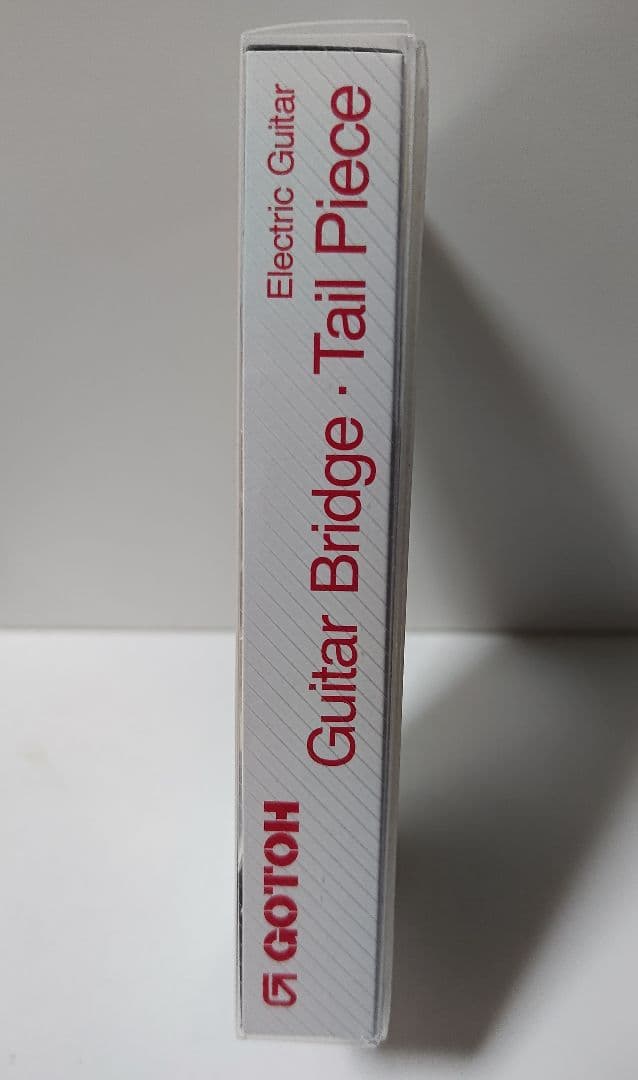 GOTOH
Electric Guitar
Guitar Bridge · Tail Piece